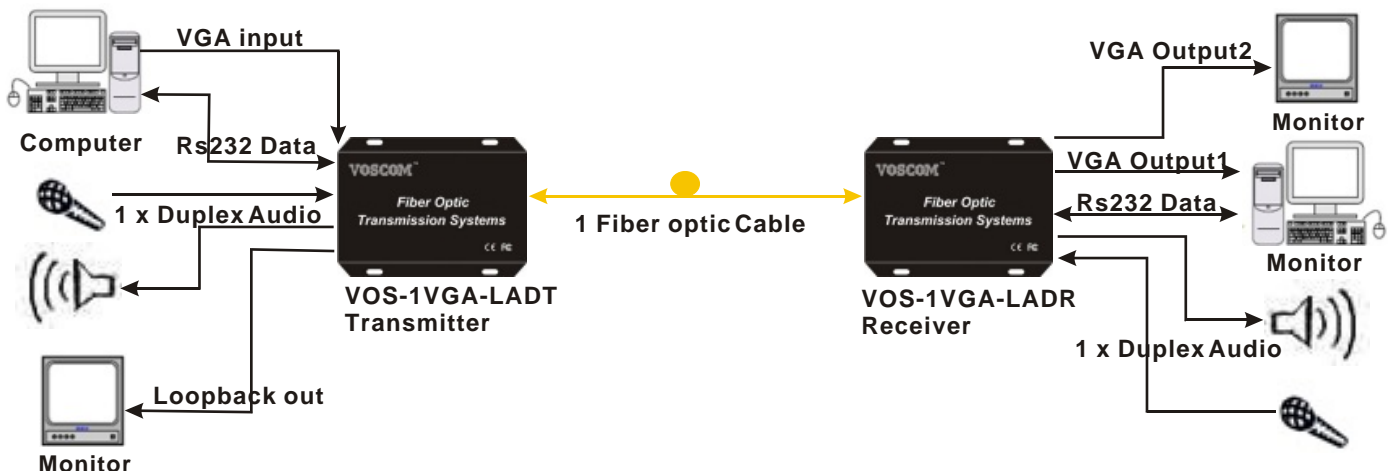 VGA input
Computer
Rs232 Data
1 x Duplex Audio
Loopback out
Monitor
VOSCOM™
Fiber Optic
Transmission Systems
CE FC
VOS-1VGA-LADT
Transmitter
1 Fiber optic Cable
VOSCOM™
Fiber Optic
Transmission Systems
CE FC
VOS-1VGA-LADR
Receiver
VGA Output2
Monitor
VGA Output1
Rs232 Data
Monitor
1 x Duplex Audio